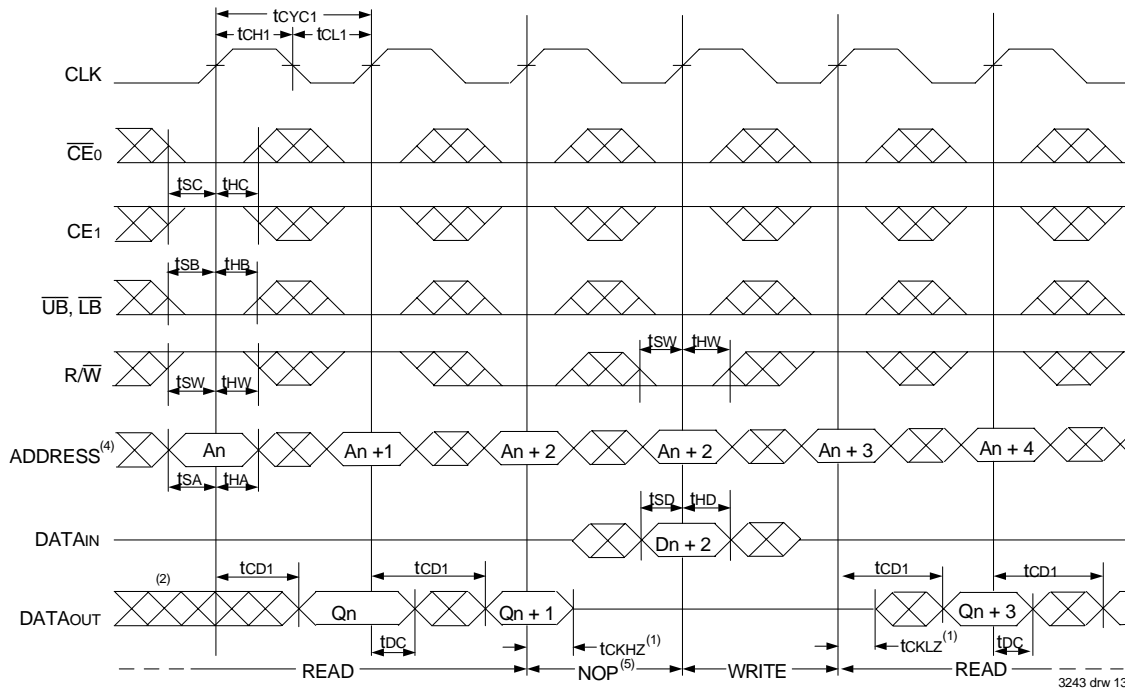 tCYC1
tCH1 tCL1
CLK
CE0
tSC tHC
CE1
tSB tHB
UB, LB
tSW tHW
R/W
tSW tHW
ADDRESS(4) An An +1 An + 2 An + 2 An + 3 An + 4
tSA tHA
tSD tHD
DATAIN Dn + 2
(2) tCD1 tCD1 tCD1 tCD1
DATAOUT Qn Qn + 1 Qn + 3
tDC tCKHZ(1) tCKLZ(1) tDC
READ NOP(5) WRITE READ
3243 drw 13